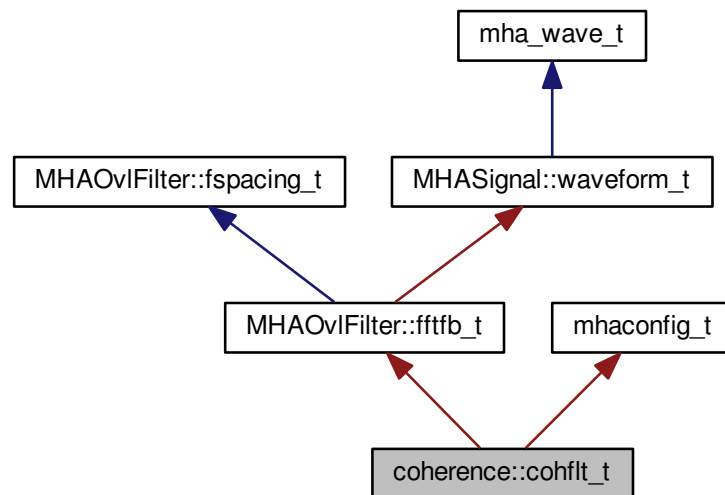 mha_wave_t
MHAOvlFilter::fspacing_t
MHASignal::waveform_t
MHAOvlFilter::fftfb_t
mhaconfig_t
coherence::cohflt_t